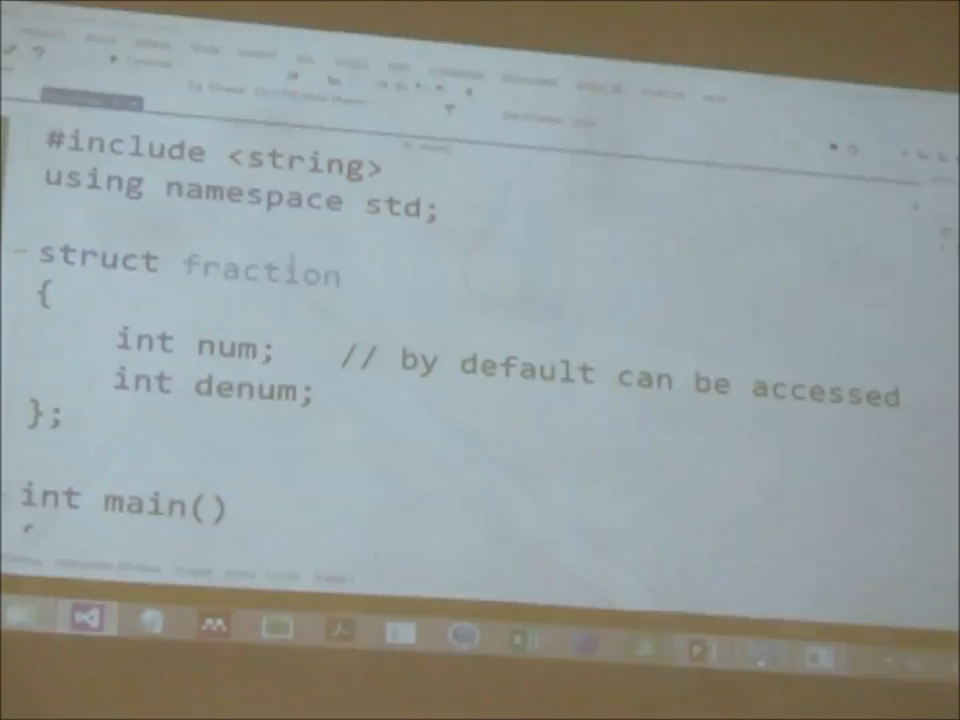 #include <string>
using namespace std;
struct fraction
{
int num; // by default can be accessed
int denum;
};
int main()
{